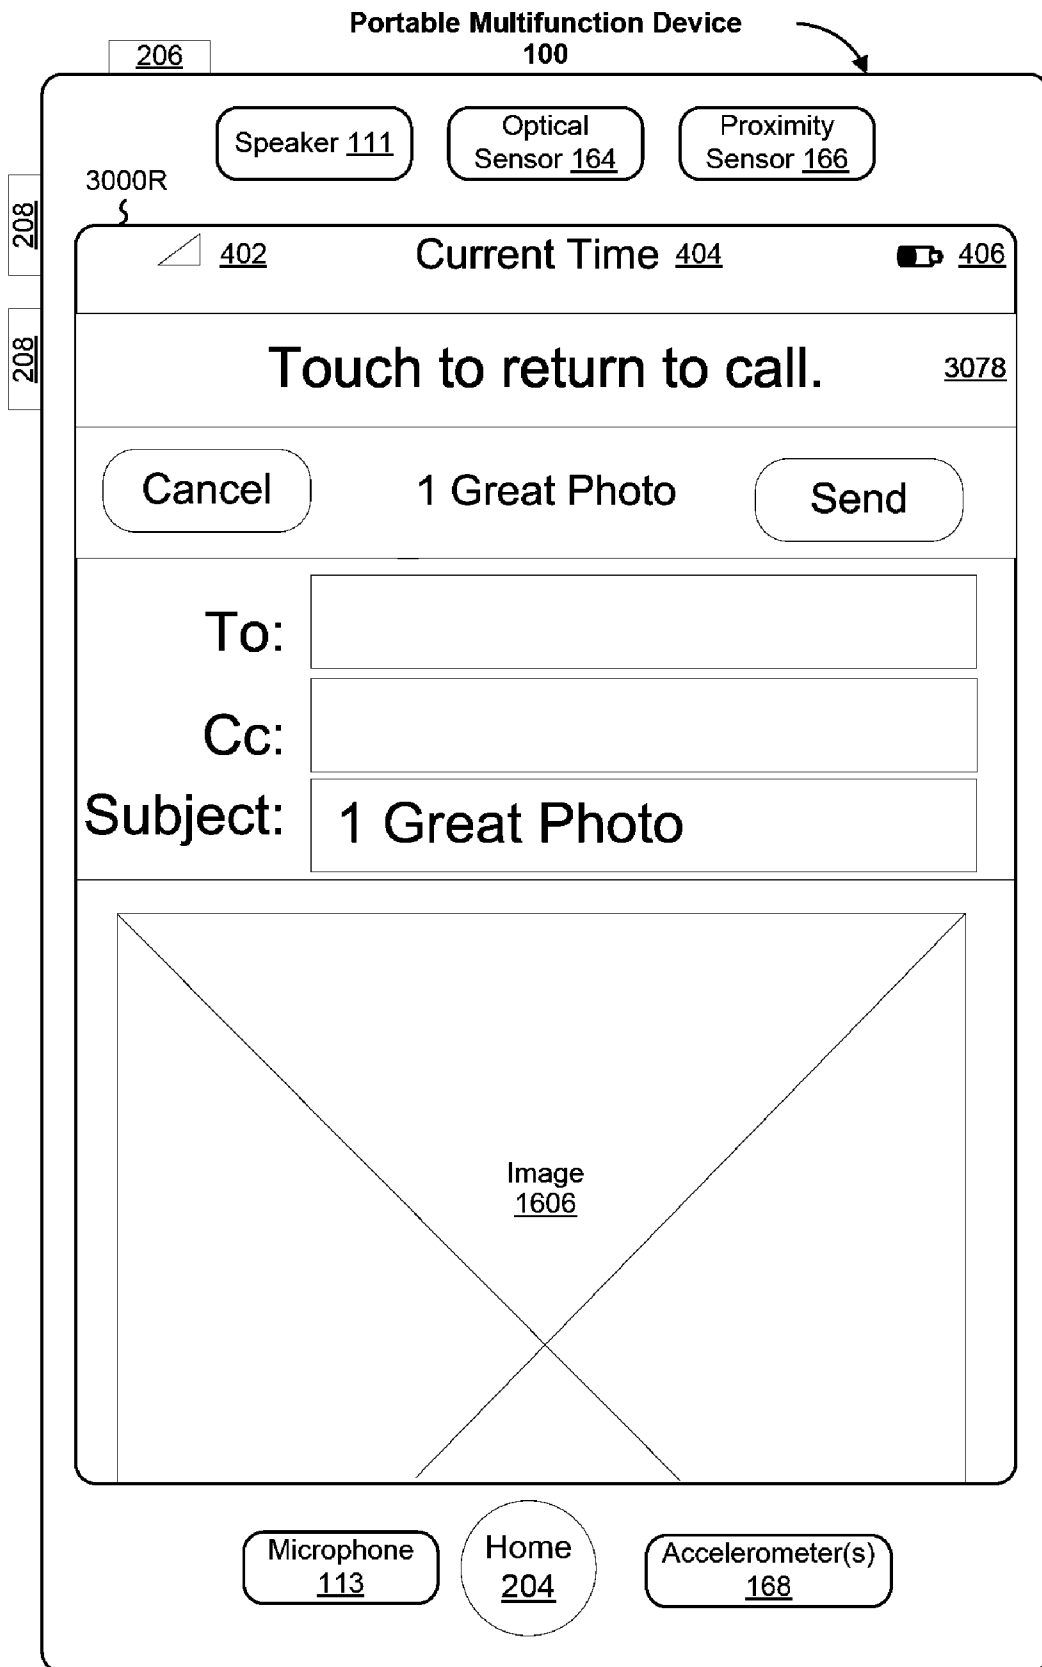 Portable Multifunction Device
100
206
Speaker 111
Optical
Sensor 164
Proximity
Sensor 166
3000R
208
208
402
Current Time 404
406
Touch to return to call.
3078
Cancel
1 Great Photo
Send
To:
Cc:
Subject:
1 Great Photo
Image
1606
Microphone
113
Home
204
Accelerometer(s)
168